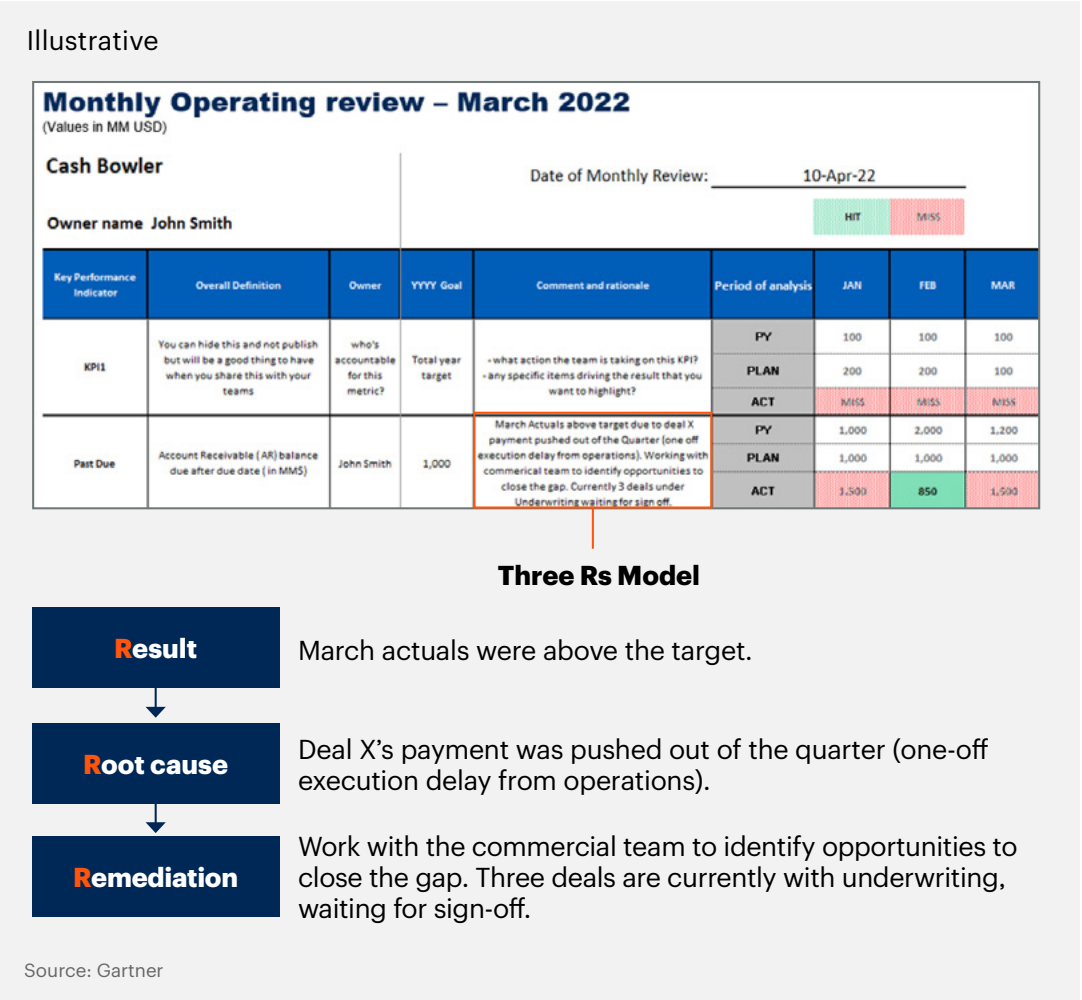 Illustrative
Monthly Operating review – March 2022
(Values in MM USD)
Cash Bowler
Date of Monthly Review: 10-Apr-22
Owner name John Smith
HIT MISS
Key Performance Indicator Overall Definition Owner YYYY Goal Comment and rationale Period of analysis JAN FEB MAR
KPI1
You can hide this and not publish
but will be a good thing to have
when you share this with your
teams
who's
accountable
for this
metric?
Total year
target
- what action the team is taking on this KPI?
- any specific items driving the result that you
want to highlight?
PY 100 100 100
PLAN 200 200 100
ACT MISS MISS MISS
Past Due
Account Receivable ( AR) balance
due after due date ( in MM$)
John Smith
1,000
March Actuals above target due to deal X
payment pushed out of the Quarter (one off
execution delay from operations). Working with
commerical team to identify opportunities to
close the gap. Currently 3 deals under
Underwriting waiting for sign off.
PY 1,000 2,000 1,200
PLAN 1,000 1,000 1,000
ACT 1,500 850 1,500
Three Rs Model
Result
March actuals were above the target.
Root cause
Deal X’s payment was pushed out of the quarter (one-off
execution delay from operations).
Remediation
Work with the commercial team to identify opportunities to
close the gap. Three deals are currently with underwriting,
waiting for sign-off.
Source: Gartner